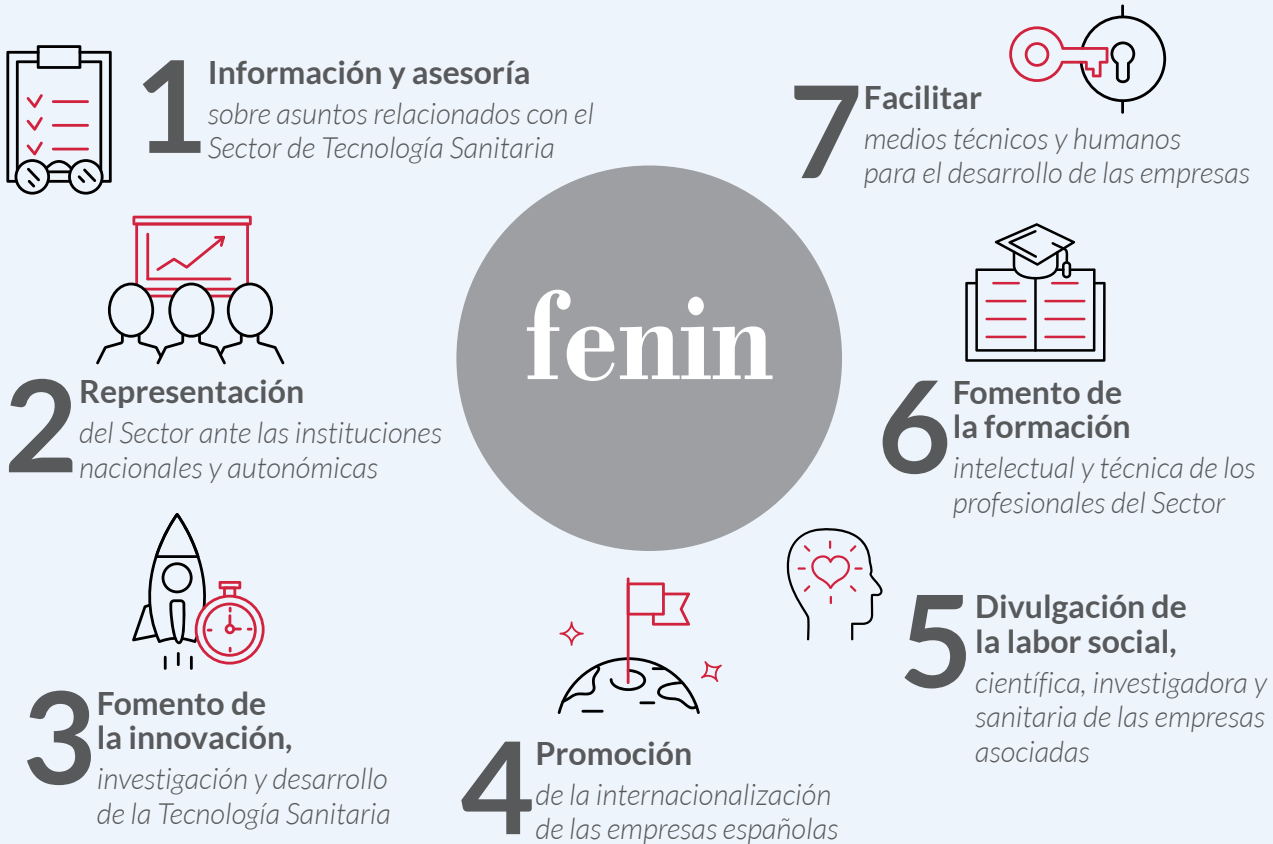 1
Información y asesoría
sobre asuntos relacionados con el
Sector de Tecnología Sanitaria
2
Representación
del Sector ante las instituciones
nacionales y autonómicas
3
Fomento de
la innovación,
investigación y desarrollo
de la Tecnología Sanitaria
4
Promoción
de la internacionalización
de las empresas españolas
5
Divulgación de
la labor social,
científica, investigadora y
sanitaria de las empresas
asociadas
6
Fomento de
la formación
intelectual y técnica de los
profesionales del Sector
7
Facilitar
medios técnicos y humanos
para el desarrollo de las empresas
fenin